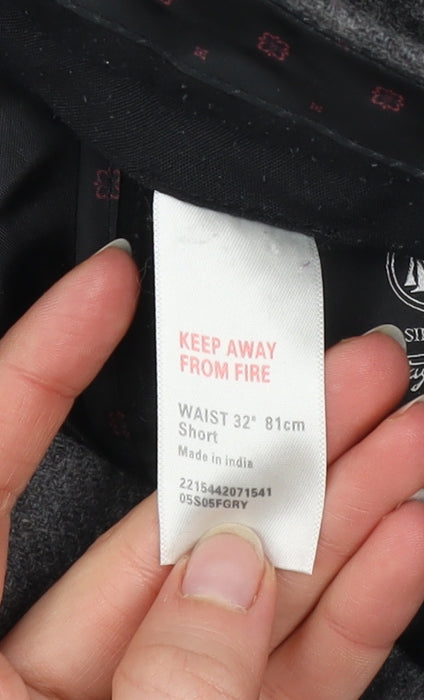 KEEP AWAY
FROM FIRE
WAIST 32" 81cm
Short
Made in india
2215442071541
05S05FGRY